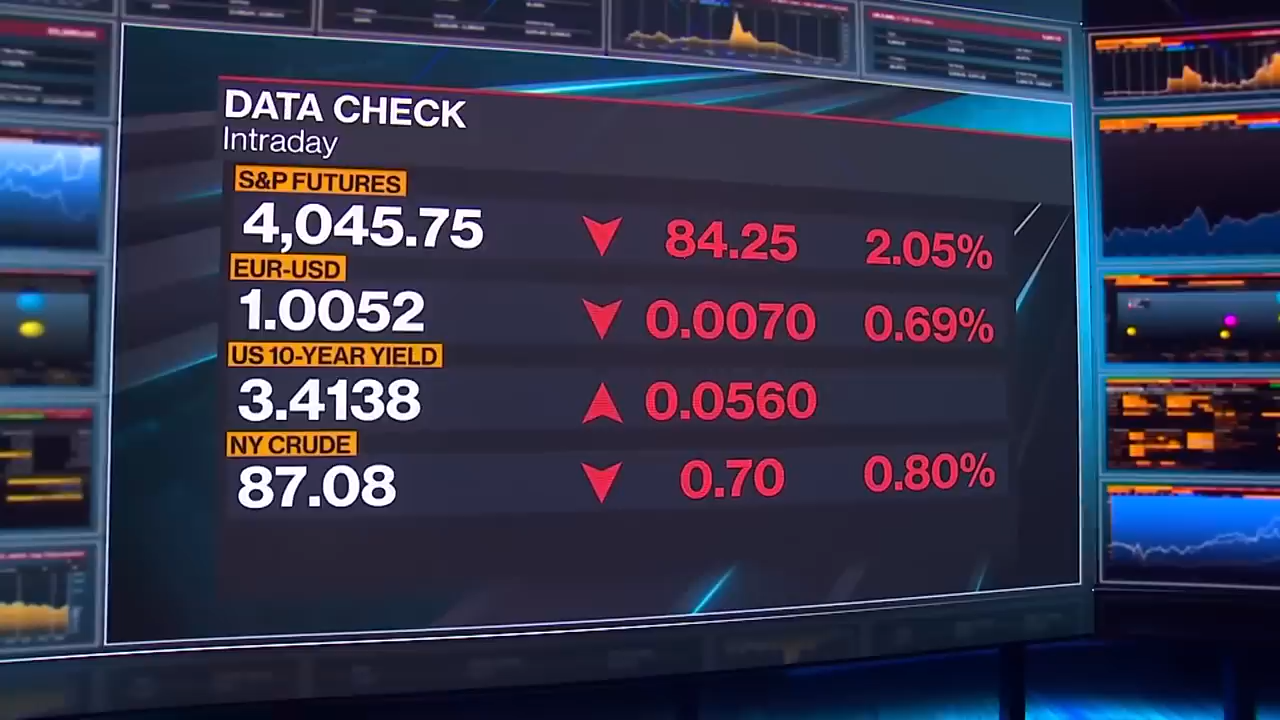 DATA CHECK
Intraday
S&P FUTURES
4,045.75 ▼ 84.25 2.05%
EUR-USD
1.0052 ▼ 0.0070 0.69%
US 10-YEAR YIELD
3.4138 ▲ 0.0560
NY CRUDE
87.08 ▼ 0.70 0.80%